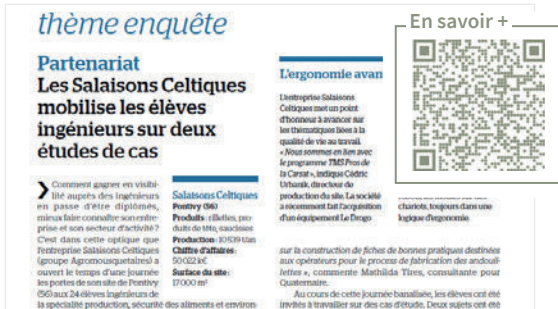 thème enquête
En savoir +
Partenariat
Les Salaisons Celtiques
mobilise les élèves
ingénieurs sur deux
études de cas
Comment gagner en visibi-
lité auprès des ingénieurs
en passe d'être diplômés,
mieux faire connaître son entre-
prise et son secteur d'activité ?
C'est dans cette optique que
l'entreprise Salaisons Celtiques
(groupe Agromousquetaires) a
ouvert le temps d'une journée
les portes de son site de Pontivy
(56) aux 24 élèves ingénieurs de
la spécialité production, sécurité des aliments et environ-
Salaisons Celtiques
Pontivy (56)
Produits : rillettes, pro-
duits de tête, saucisses
Production : 10 539 t/an
Chiffre d'affaires :
50 022 k€
Surface du site :
17 000 m²
L'ergonomie avan
L'entreprise Salaisons
Celtiques met un point
d'honneur à avancer sur
les thématiques liées à la
qualité de vie au travail.
« Nous sommes en lien avec
le programme TMS Pros de
la Carsat », indique Cédric
Urbanik, directeur de
production du site. La société
a récemment fait l'acquisition
d'un équipement Le Drogo
chariots, toujours dans une
logique d'ergonomie.
sur la construction de fiches de bonnes pratiques destinées
aux opérateurs pour le process de fabrication des andouil-
lettes », commente Mathilda Tires, consultante pour
Quaternaire.
Au cours de cette journée banalisée, les élèves ont été
invités à travailler sur des cas d'étude. Deux sujets ont été